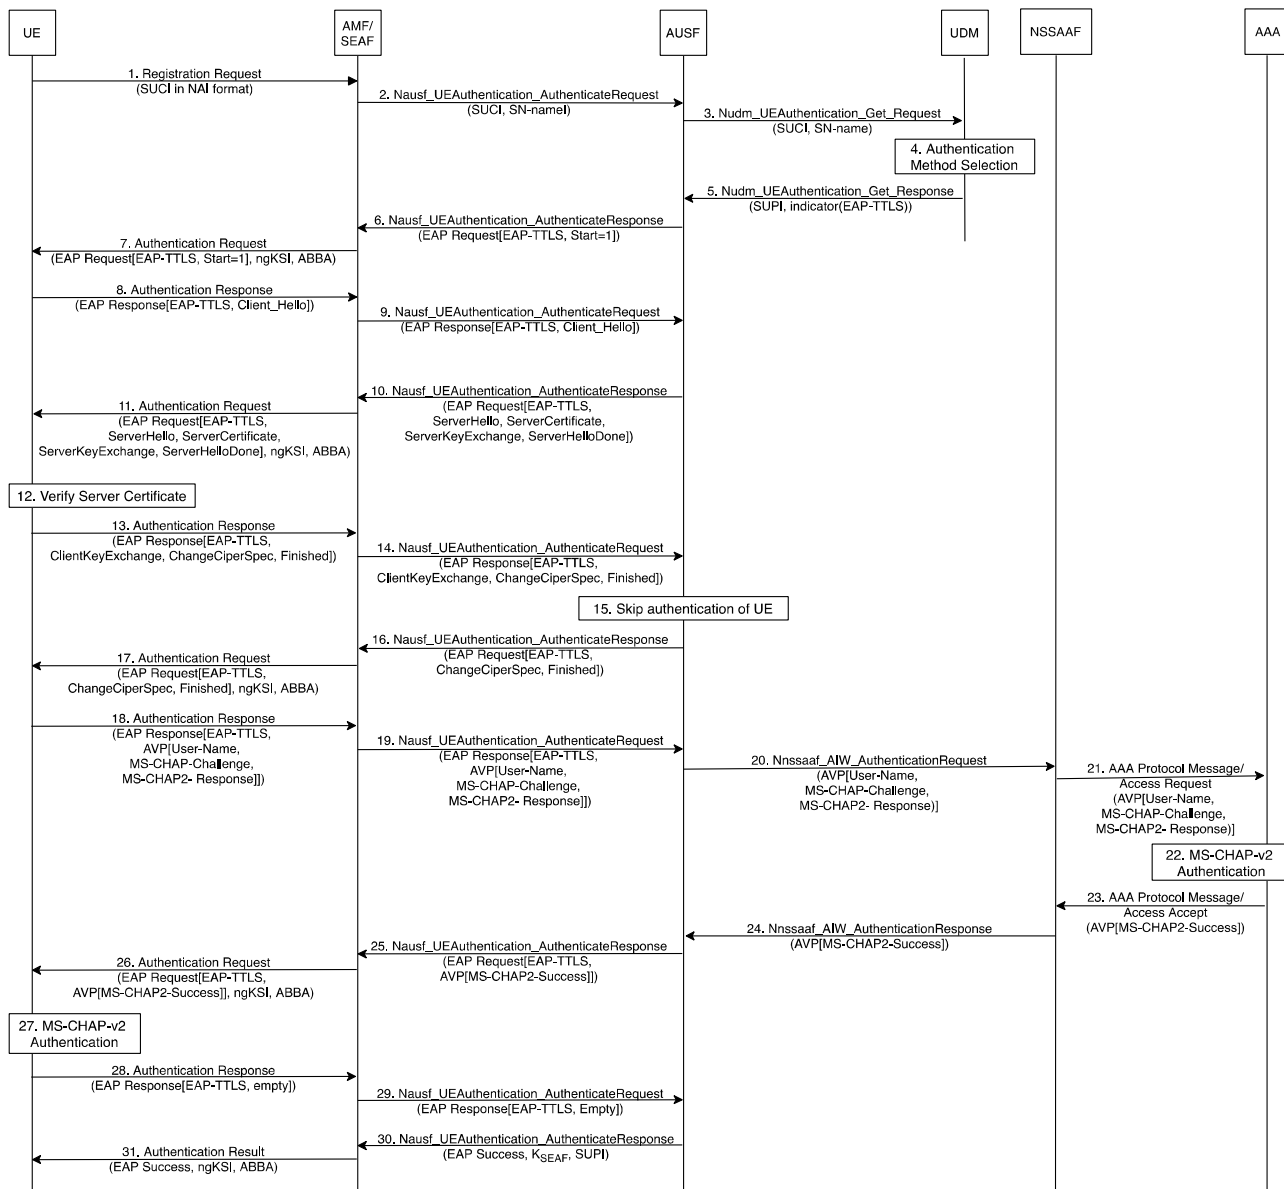 UE
AMF/
SEAF
AUSF
UDM
NSSAAF
AAA
1. Registration Request
(SUCI in NAI format)
2. Nausf_UEAuthentication_AuthenticateRequest
(SUCI, SN-nameI)
3. Nudm_UEAuthentication_Get_Request
(SUCI, SN-name)
4. Authentication
Method Selection
5. Nudm_UEAuthentication_Get_Response
(SUPI, indicator(EAP-TTLS))
6. Nausf_UEAuthentication_AuthenticateResponse
(EAP Request[EAP-TTLS, Start=1])
7. Authentication Request
(EAP Request[EAP-TTLS, Start=1], ngKSI, ABBA)
8. Authentication Response
(EAP Response[EAP-TTLS, Client_Hello])
9. Nausf_UEAuthentication_AuthenticateRequest
(EAP Response[EAP-TTLS, Client_Hello])
10. Nausf_UEAuthentication_AuthenticateResponse
(EAP Request[EAP-TTLS,
ServerHello, ServerCertificate,
ServerKeyExchange, ServerHelloDone])
11. Authentication Request
(EAP Request[EAP-TTLS,
ServerHello, ServerCertificate,
ServerKeyExchange, ServerHelloDone], ngKSI, ABBA)
12. Verify Server Certificate
13. Authentication Response
(EAP Response[EAP-TTLS,
ClientKeyExchange, ChangeCiperSpec, Finished])
14. Nausf_UEAuthentication_AuthenticateRequest
(EAP Response[EAP-TTLS,
ClientKeyExchange, ChangeCiperSpec, Finished])
15. Skip authentication of UE
16. Nausf_UEAuthentication_AuthenticateResponse
(EAP Request[EAP-TTLS,
ChangeCiperSpec, Finished])
17. Authentication Request
(EAP Request[EAP-TTLS,
ChangeCiperSpec, Finished], ngKSI, ABBA)
18. Authentication Response
(EAP Response[EAP-TTLS,
AVP[User-Name,
MS-CHAP-Challenge,
MS-CHAP2- Response]])
19. Nausf_UEAuthentication_AuthenticateRequest
(EAP Response[EAP-TTLS,
AVP[User-Name,
MS-CHAP-Challenge,
MS-CHAP2- Response]])
20. Nnssaaf_AIW_AuthenticationRequest
(AVP[User-Name,
MS-CHAP-Challenge,
MS-CHAP2- Response)]
21. AAA Protocol Message/
Access Request
(AVP[User-Name,
MS-CHAP-Challenge,
MS-CHAP2- Response)]
22. MS-CHAP-v2
Authentication
23. AAA Protocol Message/
Access Accept
(AVP[MS-CHAP2-Success])
24. Nnssaaf_AIW_AuthenticationResponse
(AVP[MS-CHAP2-Success])
25. Nausf_UEAuthentication_AuthenticateResponse
(EAP Request[EAP-TTLS,
AVP[MS-CHAP2-Success]])
26. Authentication Request
(EAP Request[EAP-TTLS,
AVP[MS-CHAP2-Success]], ngKSI, ABBA)
27. MS-CHAP-v2
Authentication
28. Authentication Response
(EAP Response[EAP-TTLS, empty])
29. Nausf_UEAuthentication_AuthenticateRequest
(EAP Response[EAP-TTLS, Empty])
30. Nausf_UEAuthentication_AuthenticateResponse
(EAP Success, KSEAF, SUPI)
31. Authentication Result
(EAP Success, ngKSI, ABBA)